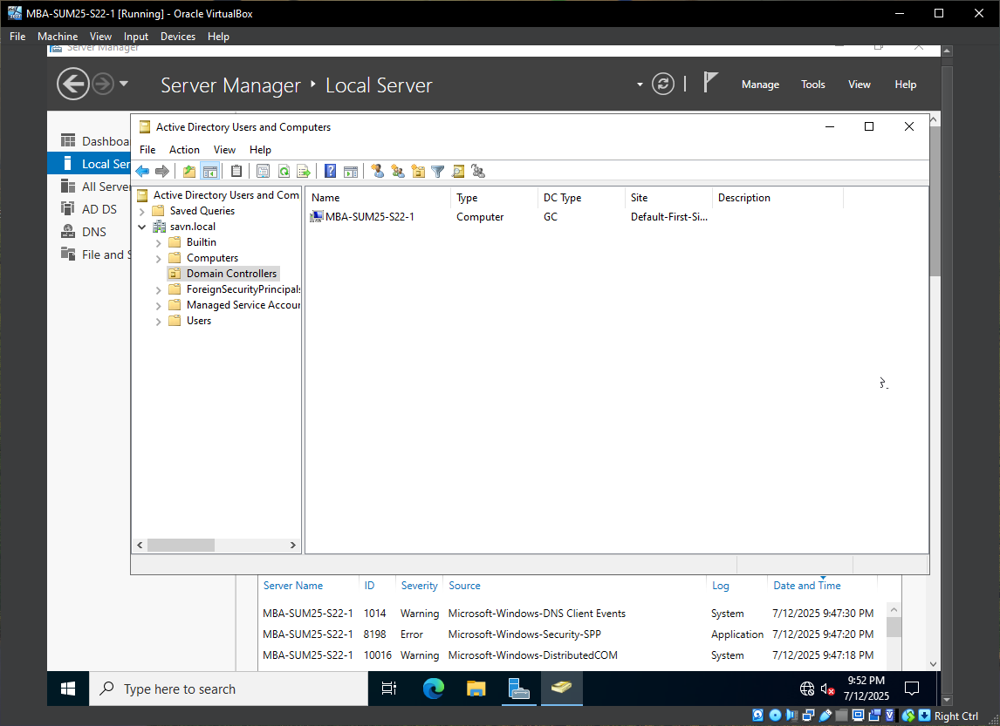 MBA-SUM25-S22-1 [Running] - Oracle VirtualBox
File Machine View Input Devices Help
Server Manager
Server Manager Local Server
Manage Tools View Help
Active Directory Users and Computers
File Action View Help
Dashboa
Local Ser
All Server
AD DS
DNS
File and S
Active Directory Users and Com
Saved Queries
savn.local
Builtin
Computers
Domain Controllers
ForeignSecurityPrincipals
Managed Service Accour
Users
Name Type DC Type Site Description
MBA-SUM25-S22-1 Computer GC Default-First-Si...
Server Name ID Severity Source Log Date and Time
MBA-SUM25-S22-1 1014 Warning Microsoft-Windows-DNS Client Events System 7/12/2025 9:47:30 PM
MBA-SUM25-S22-1 8198 Error Microsoft-Windows-Security-SPP Application 7/12/2025 9:47:20 PM
MBA-SUM25-S22-1 10016 Warning Microsoft-Windows-DistributedCOM System 7/12/2025 9:47:18 PM
Type here to search
9:52 PM
7/12/2025
Right Ctrl